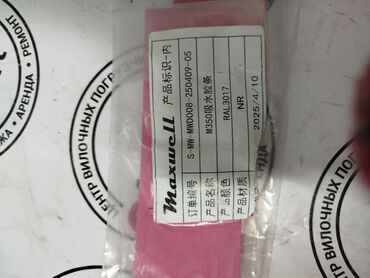 Maxwell 产品标识-内
订单编号 S-MW-MWD008-250409-05
产品名称 M350吸水胶条
产品颜色 RAL3017
产品材质 NR
2025/4/10
РЕМОНТ
• АРЕНДА •
ЦЕНТР ВИЛОЧНЫХ ПОГ